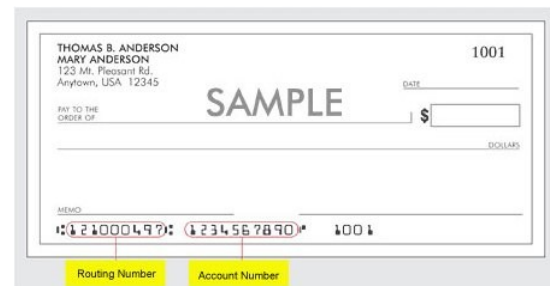 THOMAS B. ANDERSON
MARY ANDERSON
123 Mt. Pleasant Rd.
Anytown, USA 12345
1001
DATE
SAMPLE
PAY TO THE
ORDER OF
$
DOLLARS
MEMO
⑆121000497⑆ 1234567890⑈ 1001
Routing Number
Account Number